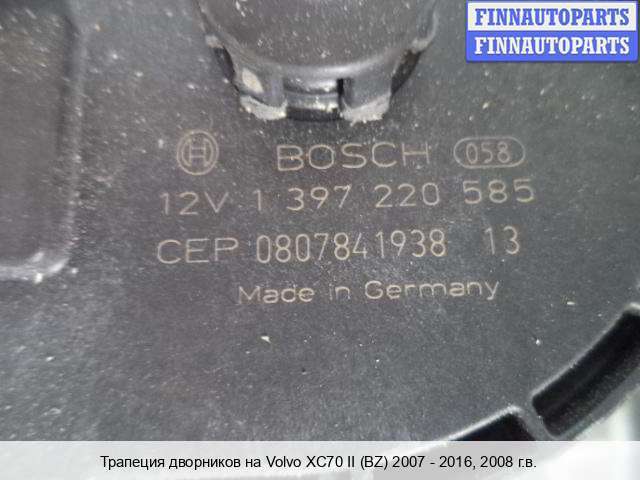 FINNAUTOPARTS
FINNAUTOPARTS
BOSCH 058
12V 1 397 220 585
CEP 0807841938 13
Made in Germany
Трапеция дворников на Volvo XC70 II (BZ) 2007 - 2016, 2008 г.в.